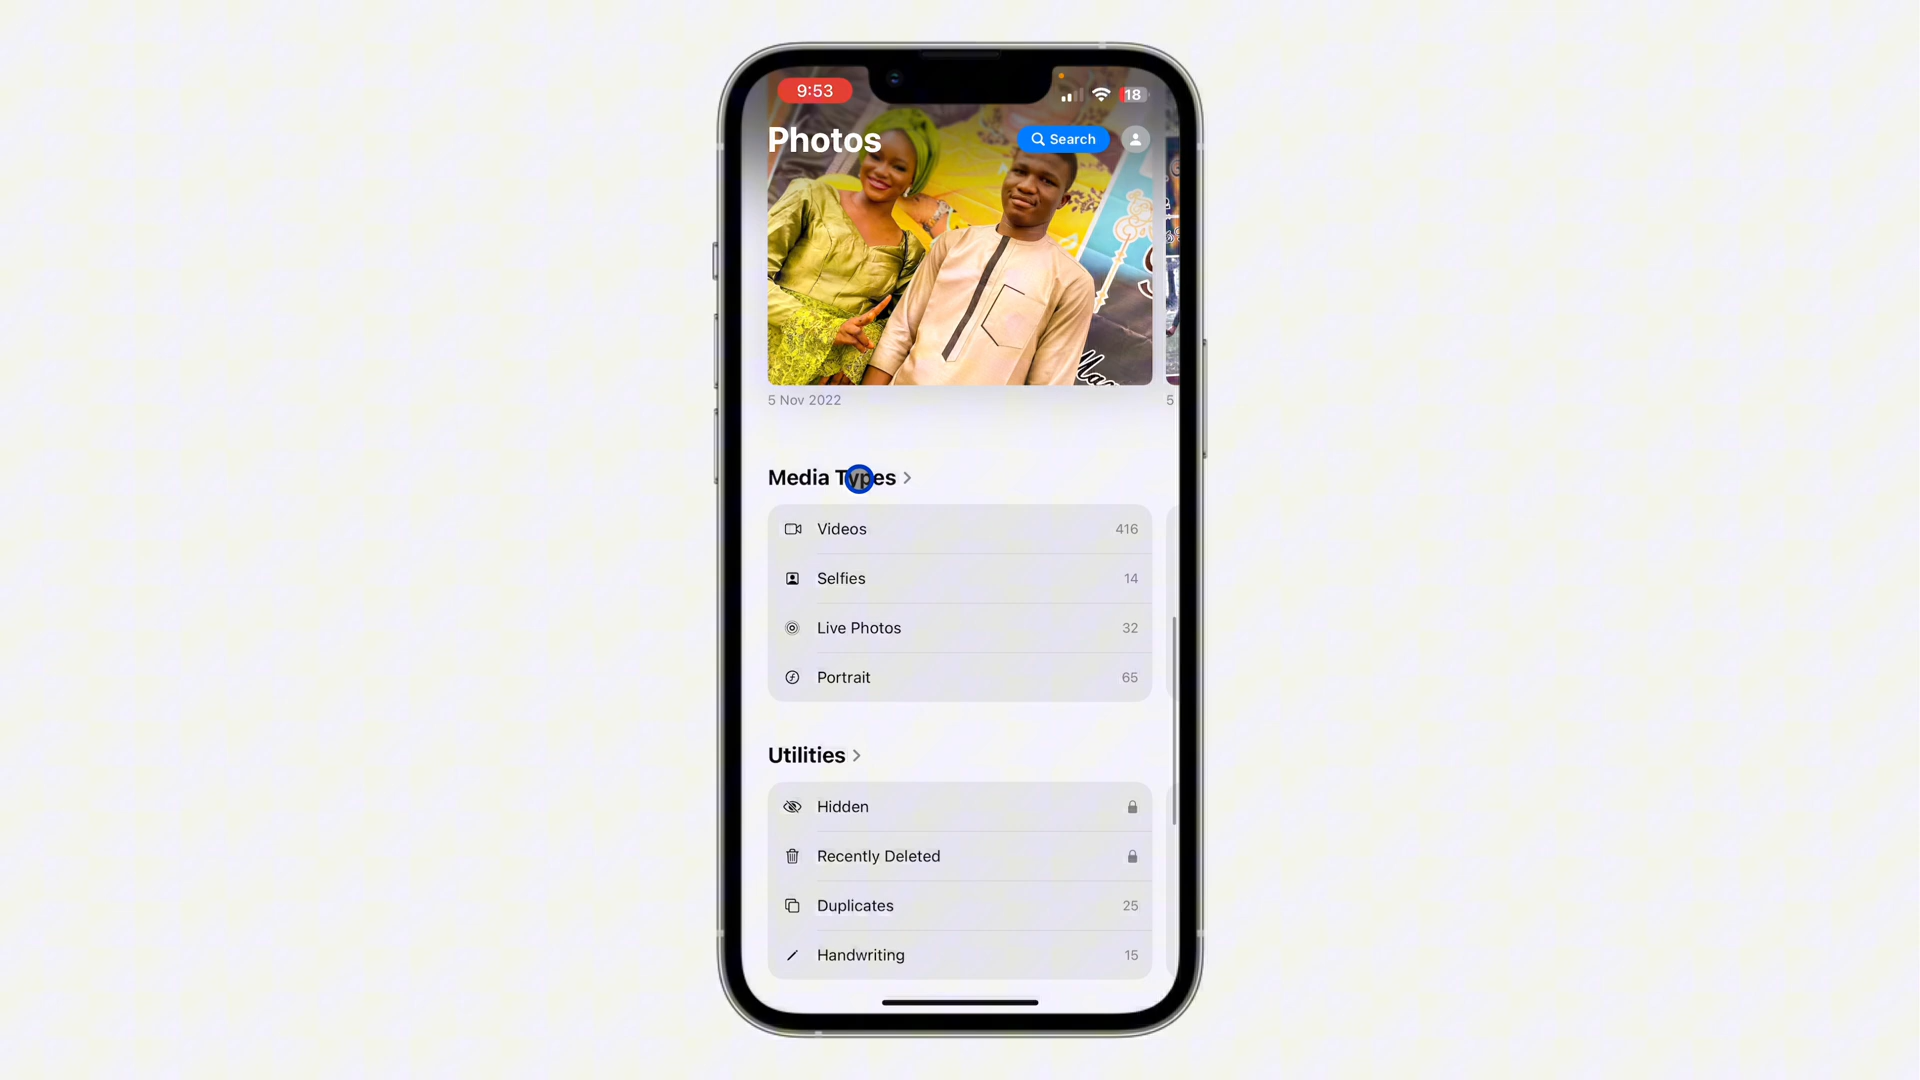 9:53
18
Photos
Search
5 Nov 2022
5
Media Types
Videos 416
Selfies 14
Live Photos 32
Portrait 65
Utilities
Hidden
Recently Deleted
Duplicates 25
Handwriting 15